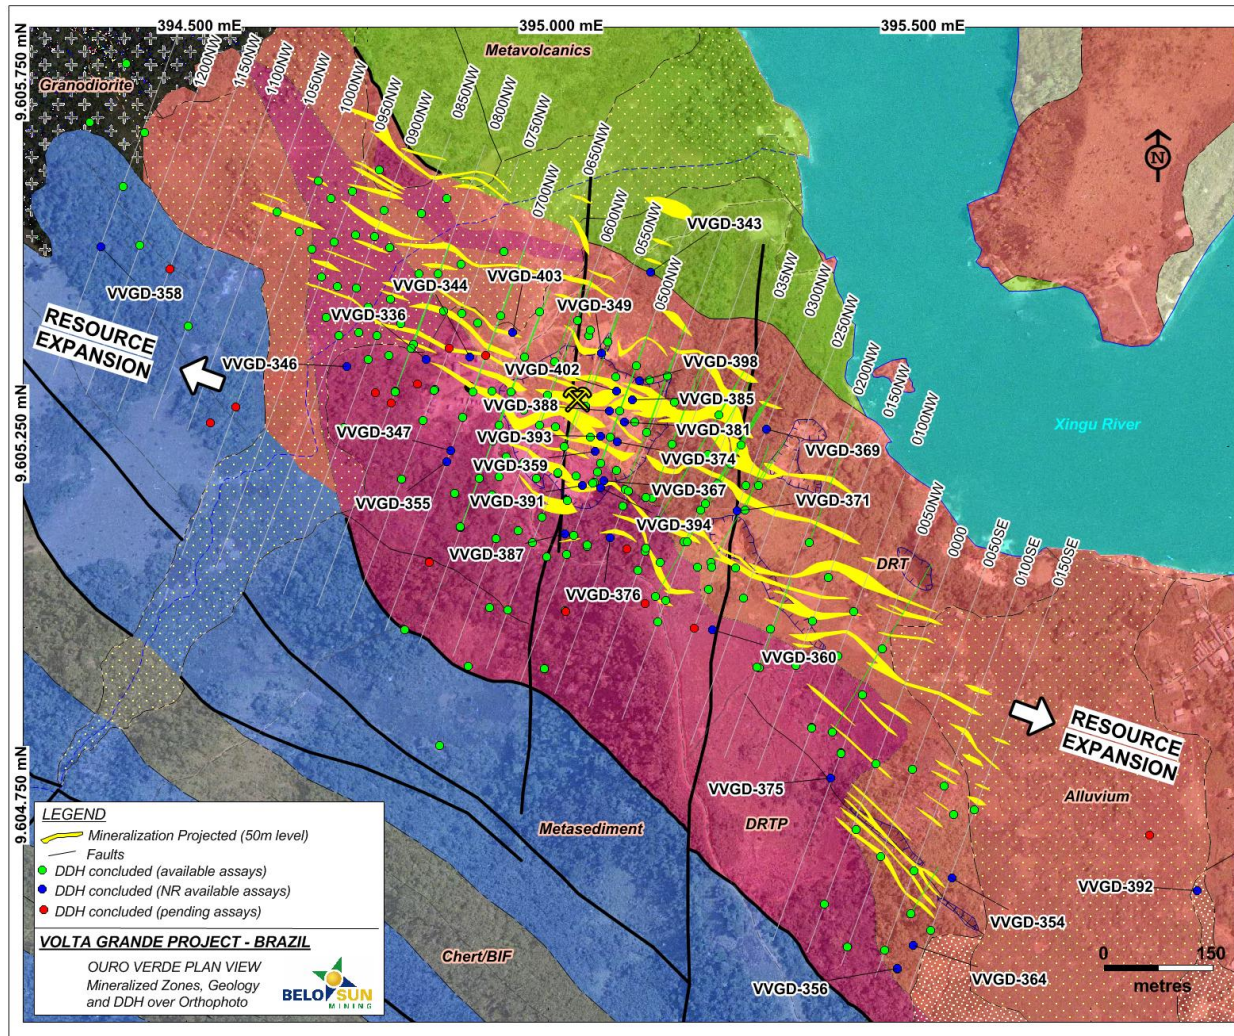 394.500 mE
395.000 mE
395.500 mE
9.605.750 mN
9.605.250 mN
9.604.750 mN
Granodiorite
Metavolcanics
1200NW
1150NW
1100NW
1050NW
1000NW
0950NW
0900NW
0850NW
0800NW
0750NW
0700NW
0650NW
0600NW
0550NW
0500NW
035NW
0300NW
0250NW
0200NW
0150NW
0100NW
0050NW
0000
0050SE
0100SE
0150SE
N
VVGD-343
VVGD-358
VVGD-403
VVGD-344
VVGD-349
VVGD-336
RESOURCE
EXPANSION
VVGD-346
VVGD-402
VVGD-398
VVGD-388
VVGD-385
VVGD-347
VVGD-393
VVGD-381
VVGD-359
VVGD-374
VVGD-369
VVGD-355
VVGD-391
VVGD-367
VVGD-371
VVGD-394
VVGD-387
VVGD-376
VVGD-360
Xingu River
DRT
RESOURCE
EXPANSION
VVGD-375
DRTP
Alluvium
Metasediment
Chert/BIF
VVGD-392
VVGD-354
VVGD-364
VVGD-356
0 150
metres
LEGEND
Mineralization Projected (50m level)
Faults
DDH concluded (available assays)
DDH concluded (NR available assays)
DDH concluded (pending assays)
VOLTA GRANDE PROJECT - BRAZIL
OURO VERDE PLAN VIEW
Mineralized Zones, Geology
and DDH over Orthophoto
BELO SUN
MINING